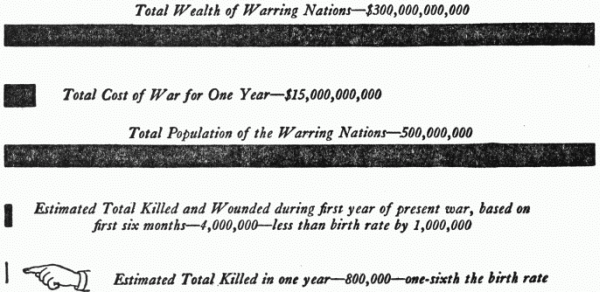 Total Wealth of Warring Nations—$300,000,000,000
Total Cost of War for One Year—$15,000,000,000
Total Population of the Warring Nations—500,000,000
Estimated Total Killed and Wounded during first year of present war, based on
first six months—4,000,000—less than birth rate by 1,000,000
Estimated Total Killed in one year—800,000—one-sixth the birth rate